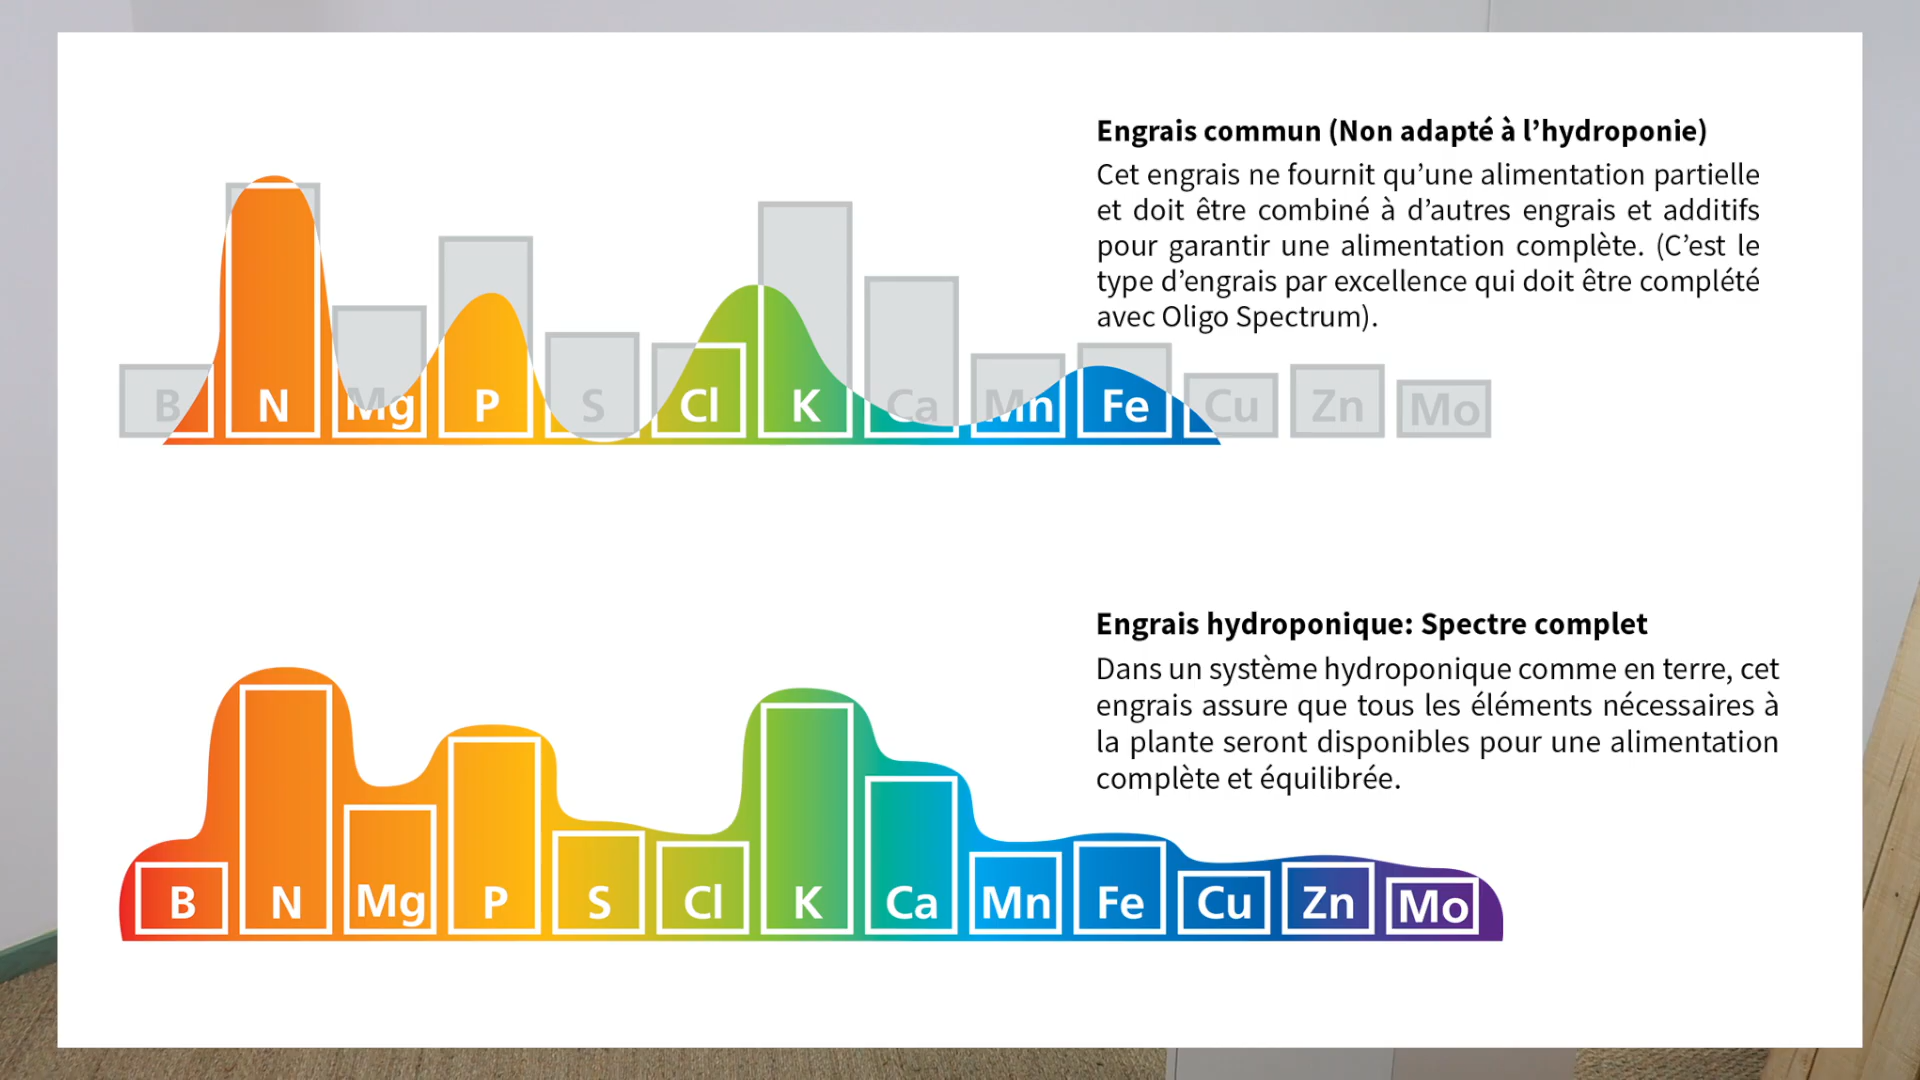 Engrais commun (Non adapté à l’hydroponie)
Cet engrais ne fournit qu’une alimentation partielle
et doit être combiné à d’autres engrais et additifs
pour garantir une alimentation complète. (C’est le
type d’engrais par excellence qui doit être complété
avec Oligo Spectrum).
B N Mg P S Cl K Ca Mn Fe Cu Zn Mo
Engrais hydroponique: Spectre complet
Dans un système hydroponique comme en terre, cet
engrais assure que tous les éléments nécessaires à
la plante seront disponibles pour une alimentation
complète et équilibrée.
B N Mg P S Cl K Ca Mn Fe Cu Zn Mo